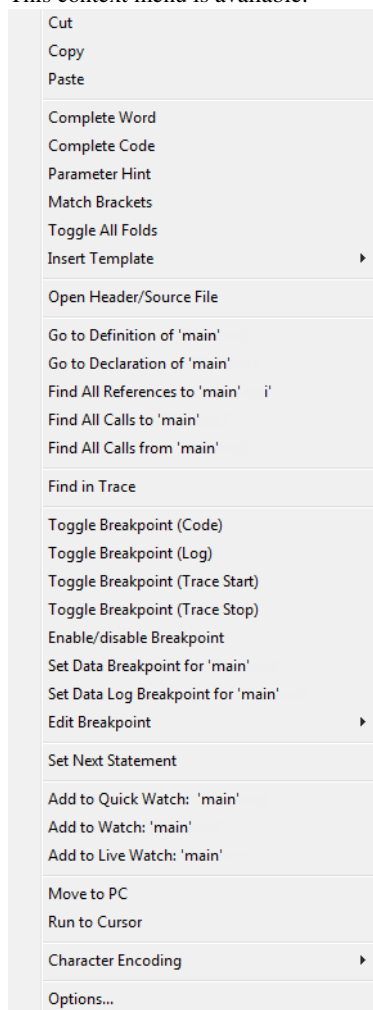 This context menu is available:
Cut
Copy
Paste
Complete Word
Complete Code
Parameter Hint
Match Brackets
Toggle All Folds
Insert Template
Open Header/Source File
Go to Definition of 'main'
Go to Declaration of 'main'
Find All References to 'main' i'
Find All Calls to 'main'
Find All Calls from 'main'
Find in Trace
Toggle Breakpoint (Code)
Toggle Breakpoint (Log)
Toggle Breakpoint (Trace Start)
Toggle Breakpoint (Trace Stop)
Enable/disable Breakpoint
Set Data Breakpoint for 'main'
Set Data Log Breakpoint for 'main'
Edit Breakpoint
Set Next Statement
Add to Quick Watch: 'main'
Add to Watch: 'main'
Add to Live Watch: 'main'
Move to PC
Run to Cursor
Character Encoding
Options...